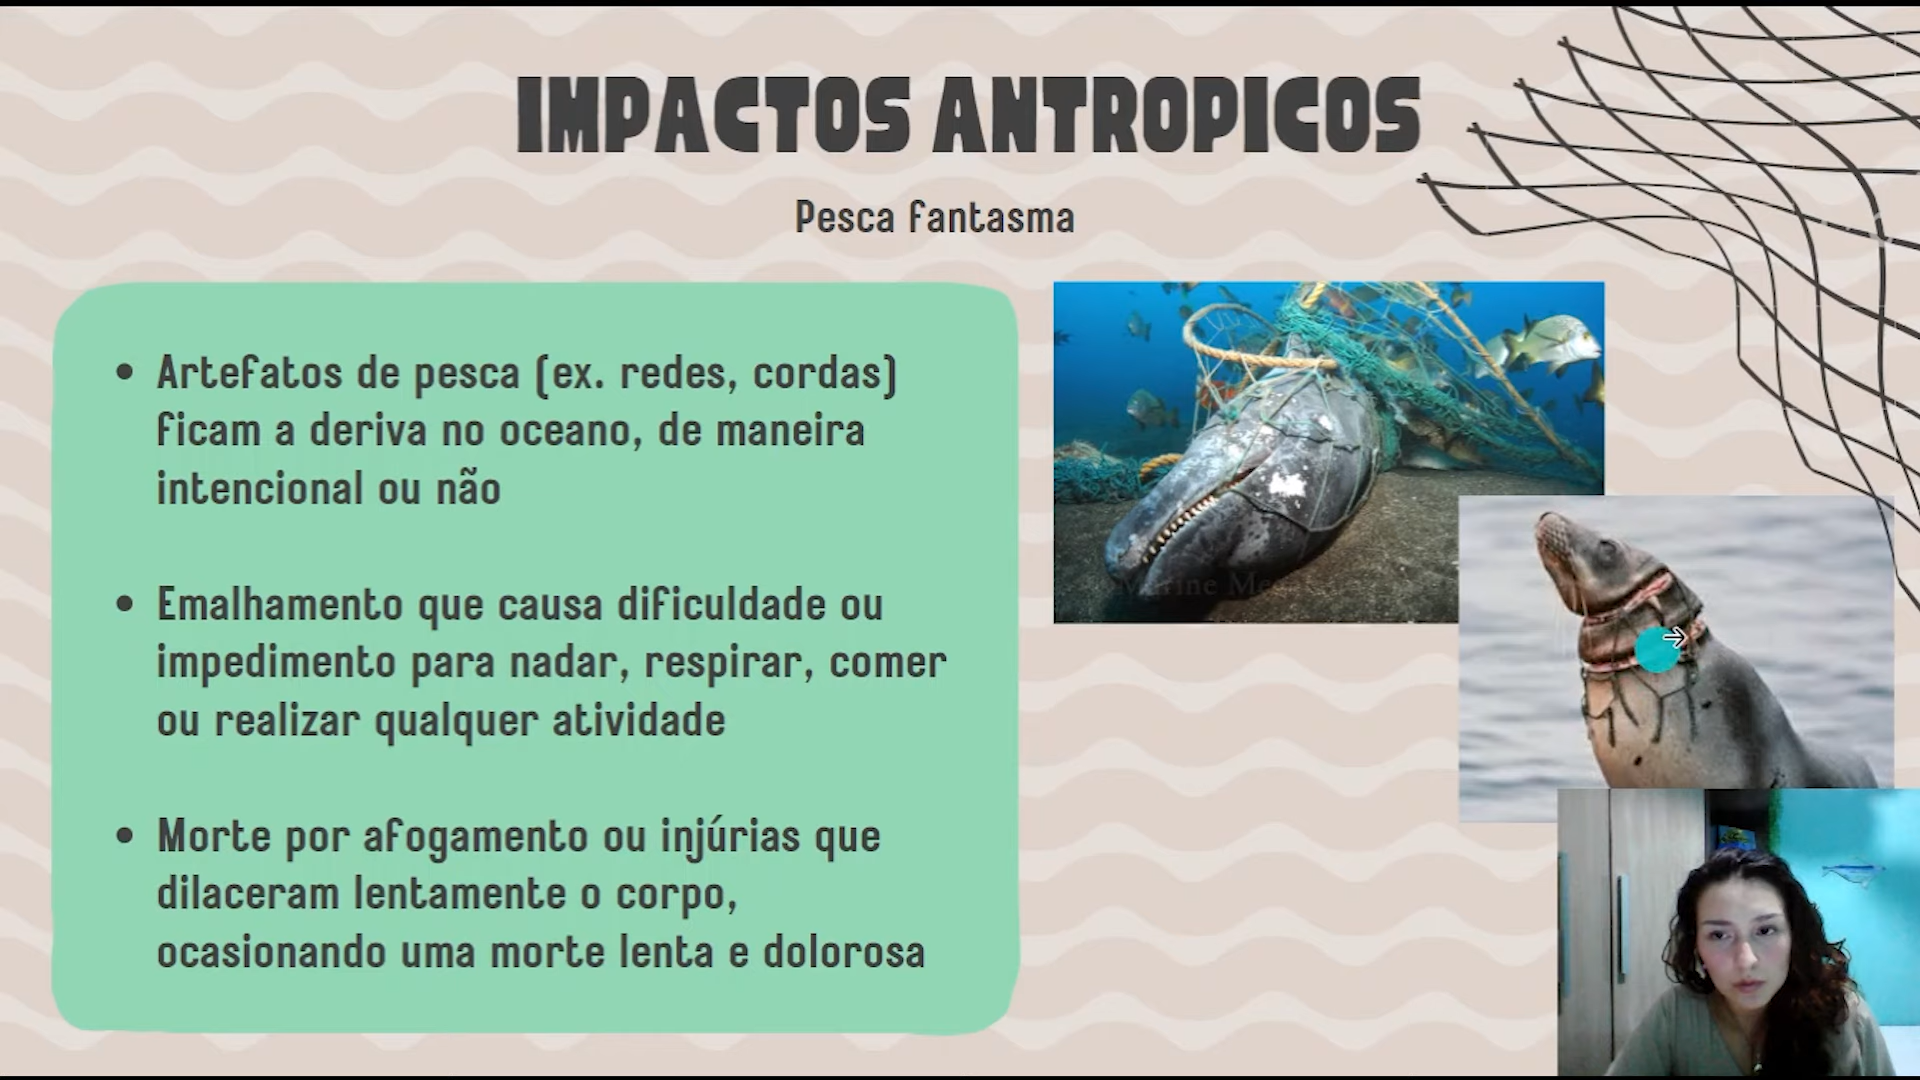 IMPACTOS ANTROPICOS
Pesca fantasma
• Artefatos de pesca (ex. redes, cordas)
ficam a deriva no oceano, de maneira
intencional ou não
• Emalhamento que causa dificuldade ou
impedimento para nadar, respirar, comer
ou realizar qualquer atividade
• Morte por afogamento ou injúrias que
dilaceram lentamente o corpo,
ocasionando uma morte lenta e dolorosa